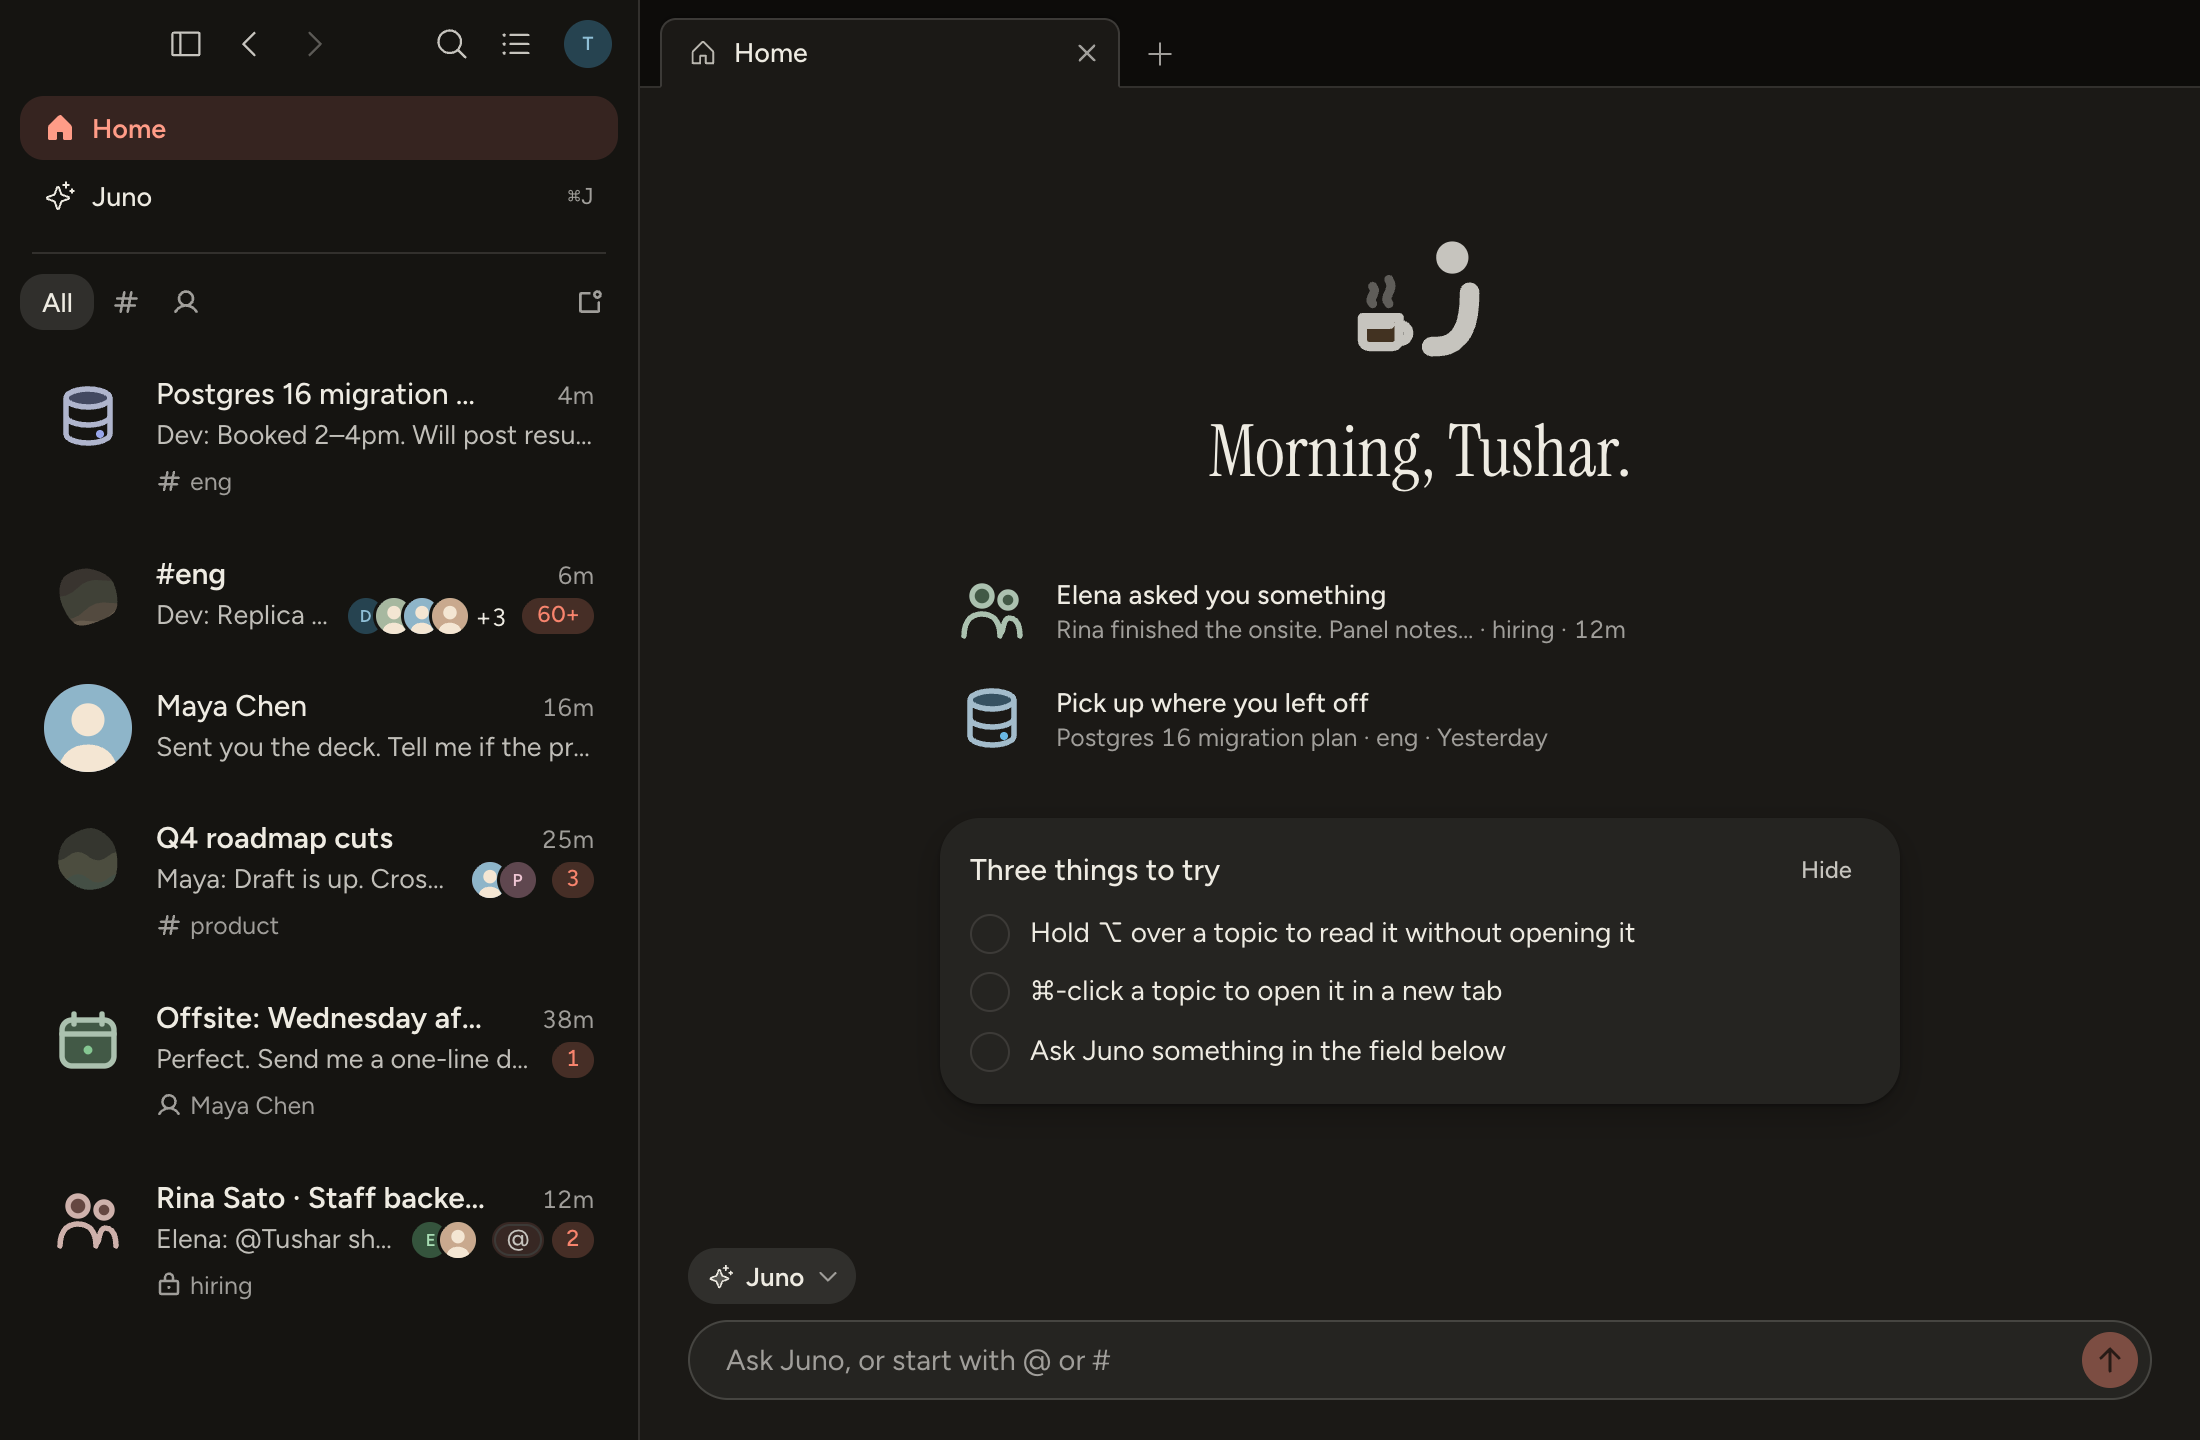 T
Home
Juno
⌘J
All
Postgres 16 migration ...
4m
Dev: Booked 2–4pm. Will post resu...
# eng
#eng
6m
Dev: Replica ...
D
+3
60+
Maya Chen
16m
Sent you the deck. Tell me if the pr...
Q4 roadmap cuts
25m
Maya: Draft is up. Cros...
P
3
# product
Offsite: Wednesday af...
38m
Perfect. Send me a one-line d...
1
Maya Chen
Rina Sato · Staff backe...
12m
Elena: @Tushar sh...
E
@
2
hiring
Home
Morning, Tushar.
Elena asked you something
Rina finished the onsite. Panel notes... · hiring · 12m
Pick up where you left off
Postgres 16 migration plan · eng · Yesterday
Three things to try
Hide
Hold ⌥ over a topic to read it without opening it
⌘-click a topic to open it in a new tab
Ask Juno something in the field below
Juno
Ask Juno, or start with @ or #